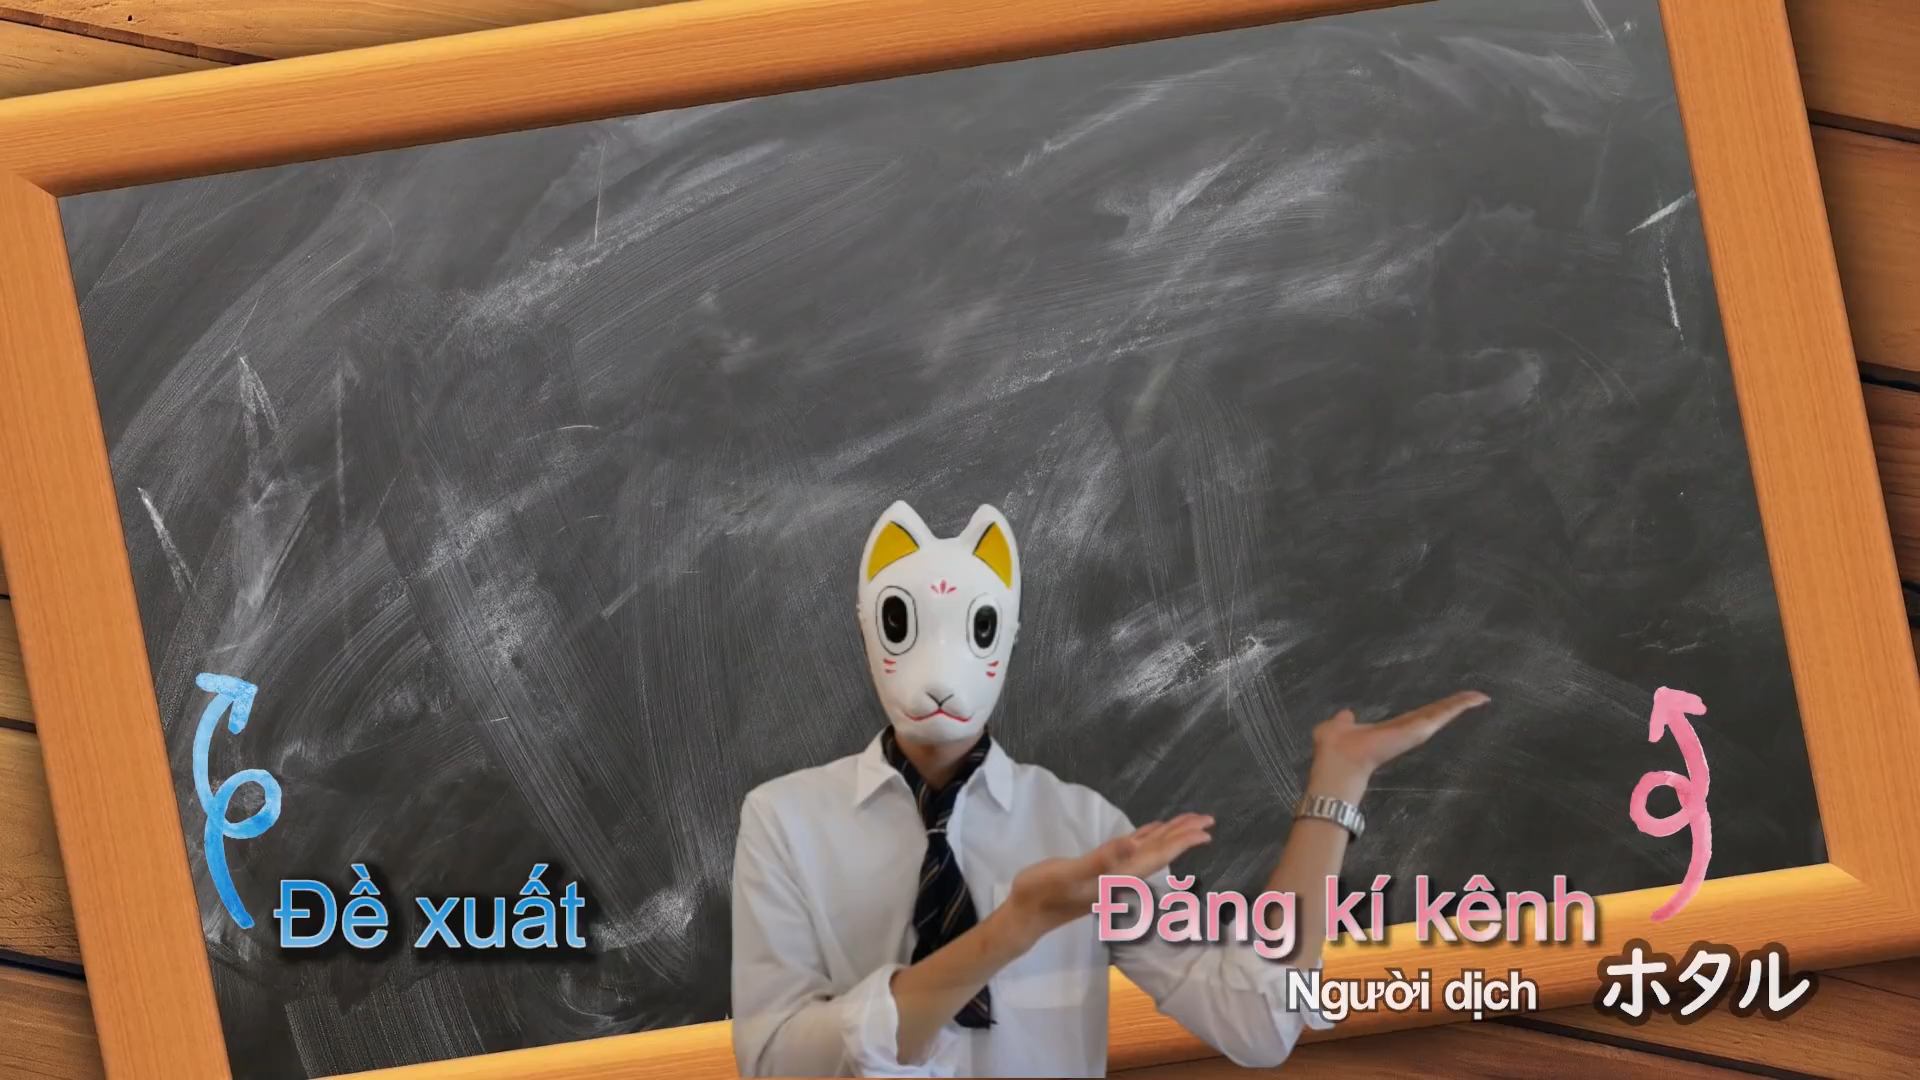 Đề xuất
Đăng kí kênh
Người dịch ホタル